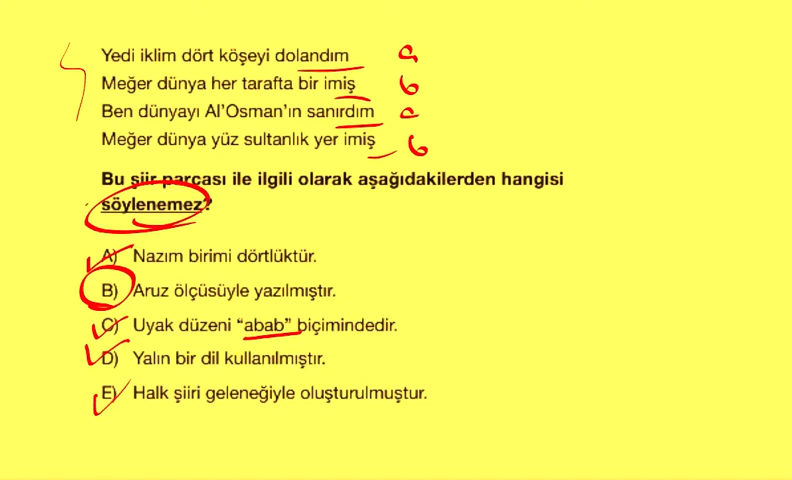 Yedi iklim dört köşeyi dolandım a
Meğer dünya her tarafta bir imiş b
Ben dünyayı Al'Osman'ın sanırdım a
Meğer dünya yüz sultanlık yer imiş b
Bu şiir parçası ile ilgili olarak aşağıdakilerden hangisi
söylenemez?
A) Nazım birimi dörtlüktür.
B) Aruz ölçüsüyle yazılmıştır.
C) Uyak düzeni “abab” biçimindedir.
D) Yalın bir dil kullanılmıştır.
E) Halk şiiri geleneğiyle oluşturulmuştur.